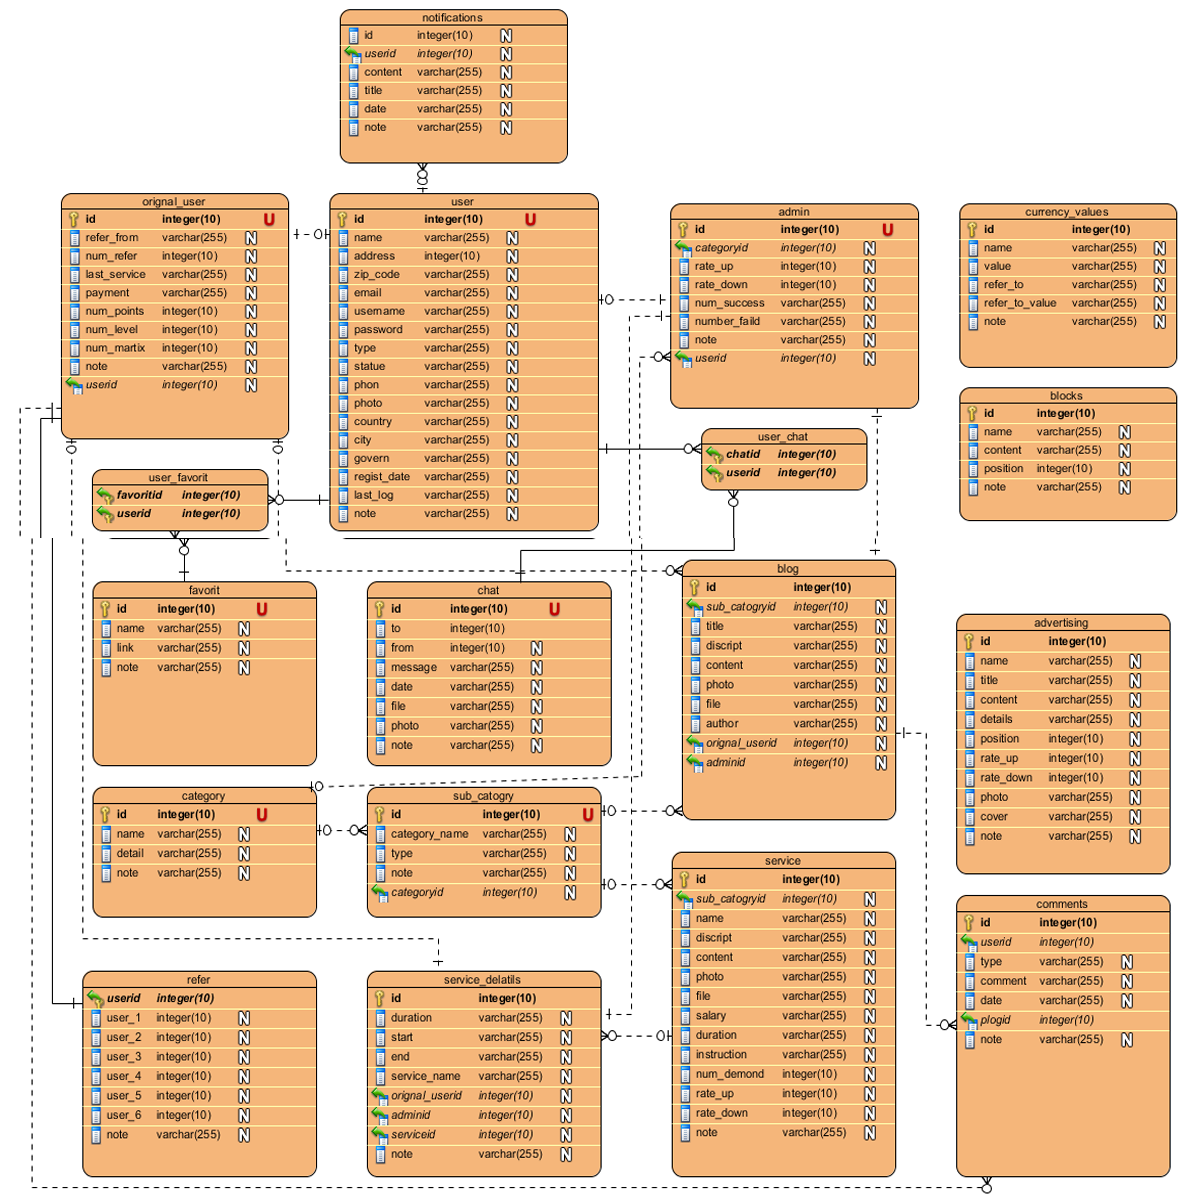 notifications
id integer(10) N
userid integer(10) N
content varchar(255) N
title varchar(255) N
date varchar(255) N
note varchar(255) N
orignal_user
id integer(10) U
refer_from varchar(255) N
num_refer integer(10) N
last_service varchar(255) N
payment varchar(255) N
num_points integer(10) N
num_level integer(10) N
num_martix integer(10) N
note varchar(255) N
userid integer(10) N
user
id integer(10) U
name varchar(255) N
address integer(10) N
zip_code varchar(255) N
email varchar(255) N
username varchar(255) N
password varchar(255) N
type varchar(255) N
statue varchar(255) N
phon varchar(255) N
photo varchar(255) N
country varchar(255) N
city varchar(255) N
govern varchar(255) N
regist_date varchar(255) N
last_log varchar(255) N
note varchar(255) N
admin
id integer(10) U
categoryid integer(10) N
rate_up integer(10) N
rate_down integer(10) N
num_success varchar(255) N
number_faild varchar(255) N
note varchar(255) N
userid integer(10) N
currency_values
id integer(10)
name varchar(255) N
value varchar(255) N
refer_to varchar(255) N
refer_to_value varchar(255) N
note varchar(255) N
blocks
id integer(10)
name varchar(255) N
content varchar(255) N
position integer(10) N
note varchar(255) N
user_chat
chatid integer(10)
userid integer(10)
user_favorit
favoritid integer(10)
userid integer(10)
favorit
id integer(10) U
name varchar(255) N
link varchar(255) N
note varchar(255) N
chat
id integer(10) U
to integer(10)
from integer(10) N
message varchar(255) N
date varchar(255) N
file varchar(255) N
photo varchar(255) N
note varchar(255) N
blog
id integer(10)
sub_catogryid integer(10) N
title varchar(255) N
discript varchar(255) N
content varchar(255) N
photo varchar(255) N
file varchar(255) N
author varchar(255) N
orignal_userid integer(10) N
adminid integer(10) N
advertising
id integer(10)
name varchar(255) N
title varchar(255) N
content varchar(255) N
details varchar(255) N
position integer(10) N
rate_up integer(10) N
rate_down integer(10) N
photo varchar(255) N
cover varchar(255) N
note varchar(255) N
category
id integer(10) U
name varchar(255) N
detail varchar(255) N
note varchar(255) N
sub_catogry
id integer(10) U
category_name varchar(255) N
type varchar(255) N
note varchar(255) N
categoryid integer(10) N
service
id integer(10)
sub_catogryid integer(10) N
name varchar(255) N
discript varchar(255) N
content varchar(255) N
photo varchar(255) N
file varchar(255) N
salary varchar(255) N
duration varchar(255) N
instruction varchar(255) N
num_demond integer(10) N
rate_up integer(10) N
rate_down integer(10) N
note varchar(255) N
comments
id integer(10)
userid integer(10)
type varchar(255) N
comment varchar(255) N
date varchar(255) N
plogid integer(10)
note varchar(255) N
refer
userid integer(10)
user_1 integer(10) N
user_2 integer(10) N
user_3 integer(10) N
user_4 integer(10) N
user_5 integer(10) N
user_6 integer(10) N
note varchar(255) N
service_delatils
id integer(10)
duration varchar(255) N
start varchar(255) N
end varchar(255) N
service_name varchar(255) N
orignal_userid integer(10) N
adminid integer(10) N
serviceid integer(10) N
note varchar(255) N